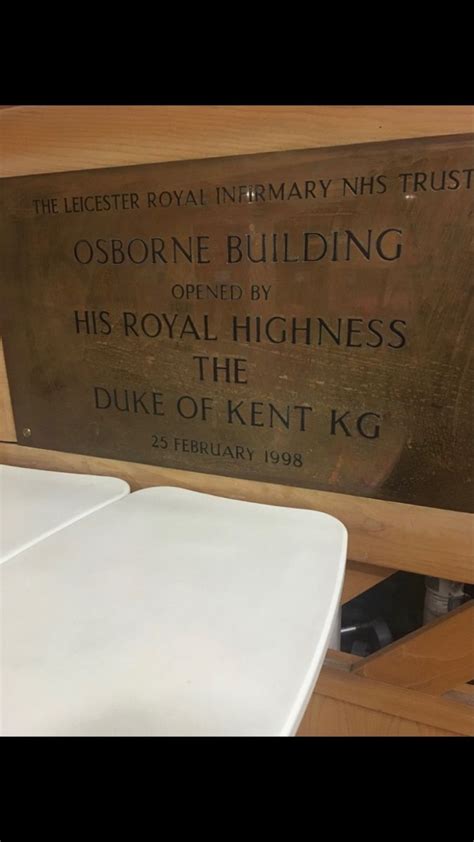 THE LEICESTER ROYAL INFIRMARY NHS TRUST
OSBORNE BUILDING
OPENED BY
HIS ROYAL HIGHNESS
THE
DUKE OF KENT KG
25 FEBRUARY 1998